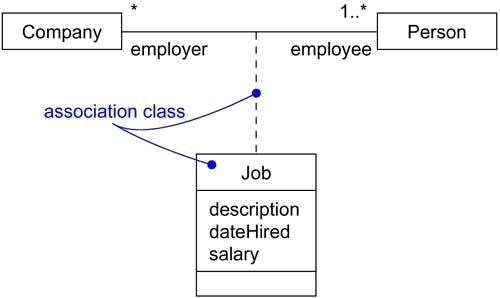 * 1..*
Company Person
employer employee
association class
Job
description
dateHired
salary